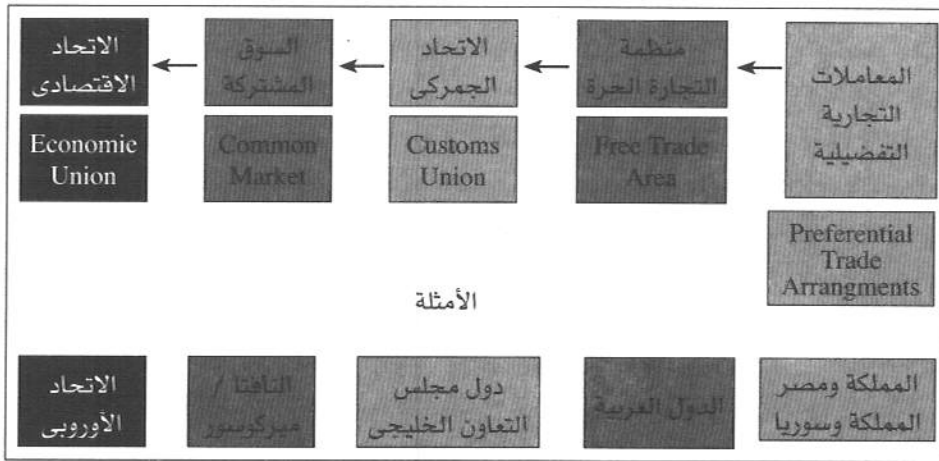 المعاملات
التجارية
التفضيلية
منظمة
التجارة الحرة
الاتحاد
الجمركى
السوق
المشتركة
الاتحاد
الاقتصادى
Preferential
Trade
Arrangments
Free Trade
Area
Customs
Union
Common
Market
Economic
Union
الأمثلة
المملكة ومصر
المملكة وسوريا
الدول العربية
دول مجلس
التعاون الخليجى
النافتا /
ميركوسور
الاتحاد
الأوروبى